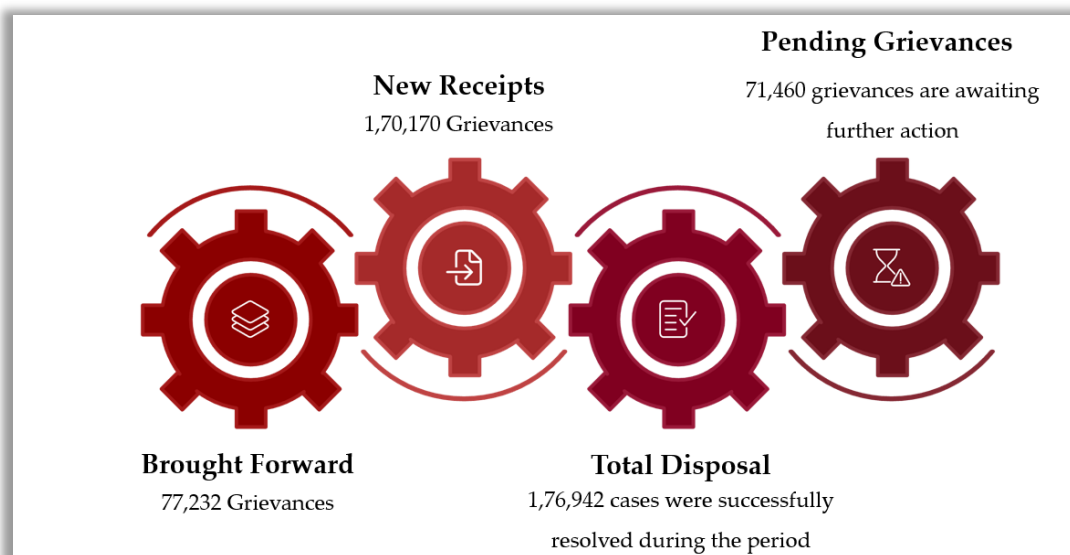 Brought Forward
77,232 Grievances
New Receipts
1,70,170 Grievances
Total Disposal
1,76,942 cases were successfully
resolved during the period
Pending Grievances
71,460 grievances are awaiting
further action